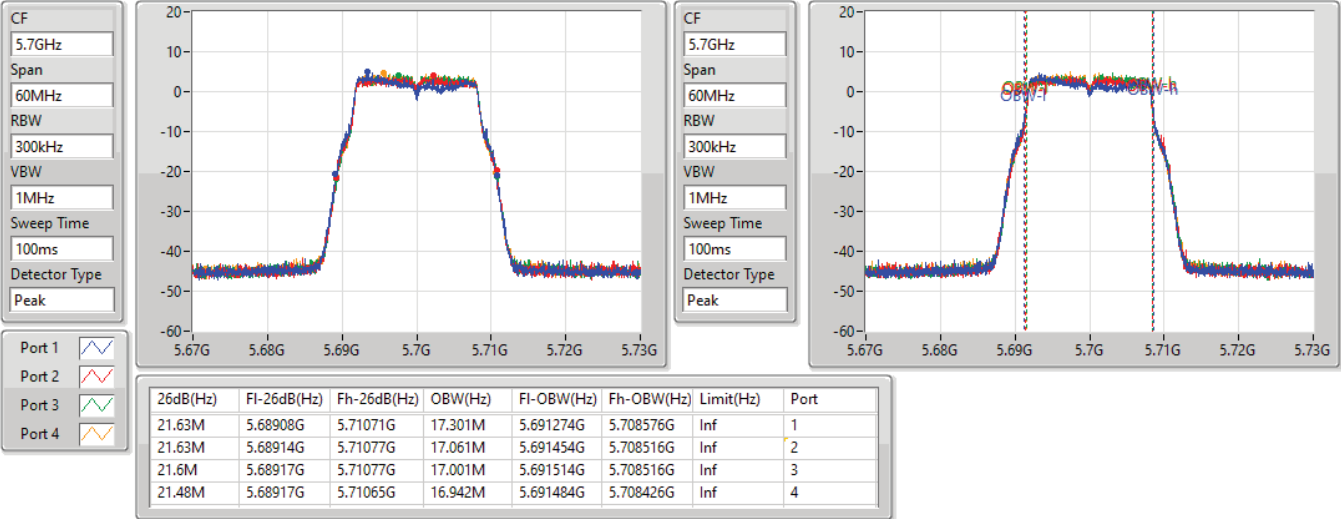 CF
5.7GHz
Span
60MHz
RBW
300kHz
VBW
1MHz
Sweep Time
100ms
Detector Type
Peak
20
10
0
-10
-20
-30
-40
-50
-60
5.67G 5.68G 5.69G 5.7G 5.71G 5.72G 5.73G
CF
5.7GHz
Span
60MHz
RBW
300kHz
VBW
1MHz
Sweep Time
100ms
Detector Type
Peak
20
10
0
-10
-20
-30
-40
-50
-60
OBW-l OBW-h
5.67G 5.68G 5.69G 5.7G 5.71G 5.72G 5.73G
Port 1
Port 2
Port 3
Port 4
26dB(Hz) Fl-26dB(Hz) Fh-26dB(Hz) OBW(Hz) Fl-OBW(Hz) Fh-OBW(Hz) Limit(Hz) Port
21.63M 5.68908G 5.71071G 17.301M 5.691274G 5.708576G Inf 1
21.63M 5.68914G 5.71077G 17.061M 5.691454G 5.708516G Inf 2
21.6M 5.68917G 5.71077G 17.001M 5.691514G 5.708516G Inf 3
21.48M 5.68917G 5.71065G 16.942M 5.691484G 5.708426G Inf 4